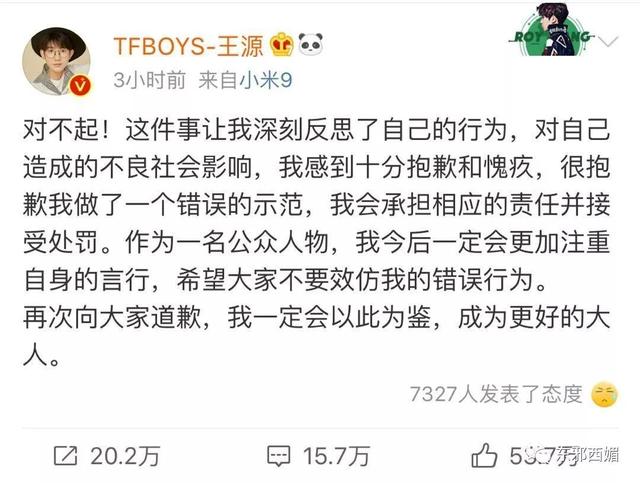 TFBOYS-王源
3小时前 来自小米9
对不起！这件事让我深刻反思了自己的行为，对自己
造成的不良社会影响，我感到十分抱歉和愧疚，很抱
歉我做了一个错误的示范，我会承担相应的责任并接
受处罚。作为一名公众人物，我今后一定会更加注重
自身的言行，希望大家不要效仿我的错误行为。
再次向大家道歉，我一定会以此为鉴，成为更好的大
人。
7327人发表了态度
20.2万
15.7万
东邪西媚